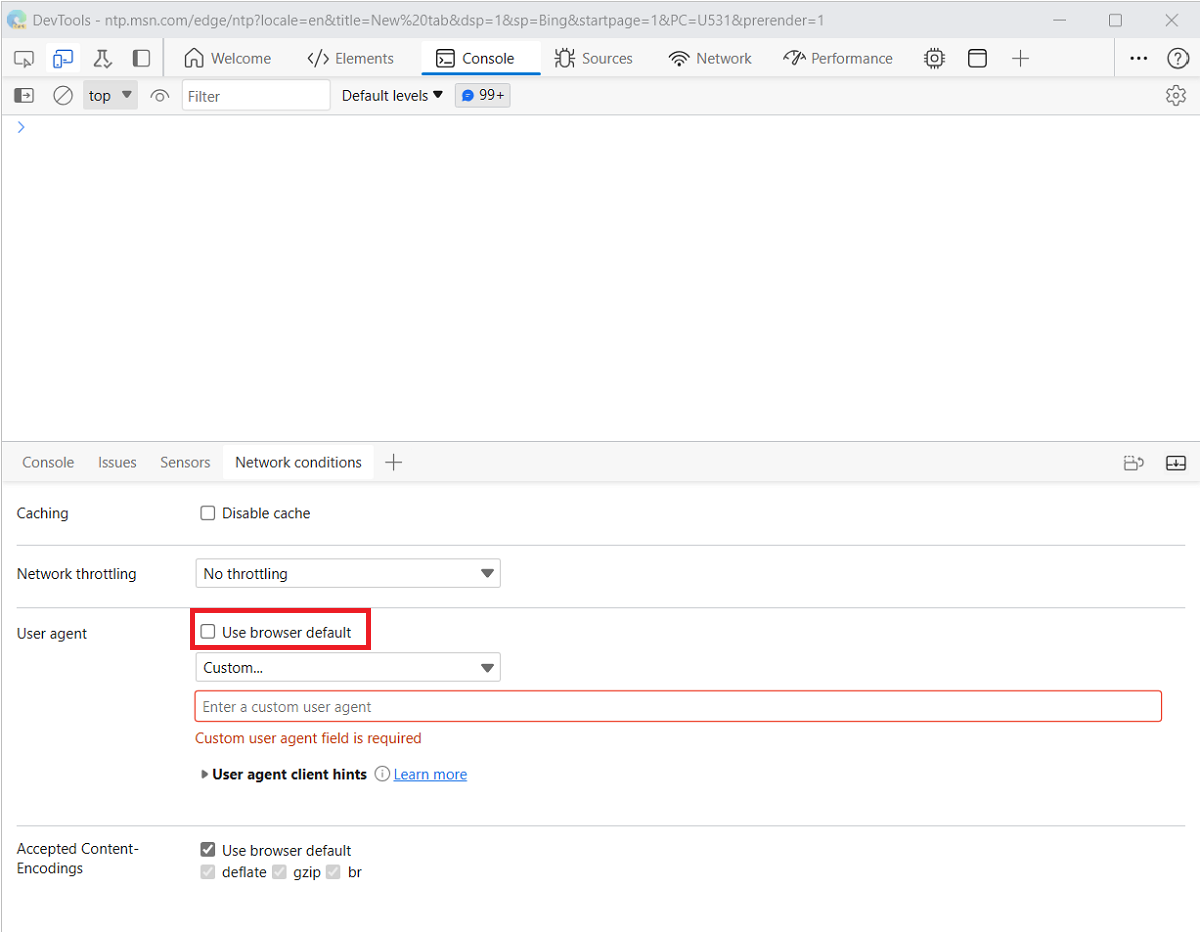 DevTools - ntp.msn.com/edge/ntp?locale=en&title=New%20tab&dsp=1&sp=Bing&startpage=1&PC=U531&prerender=1
Welcome Elements Console Sources Network Performance
top Filter Default levels 99+
Console Issues Sensors Network conditions
Caching Disable cache
Network throttling No throttling
User agent Use browser default
Custom...
Enter a custom user agent
Custom user agent field is required
User agent client hints Learn more
Accepted Content- Use browser default
Encodings deflate gzip br